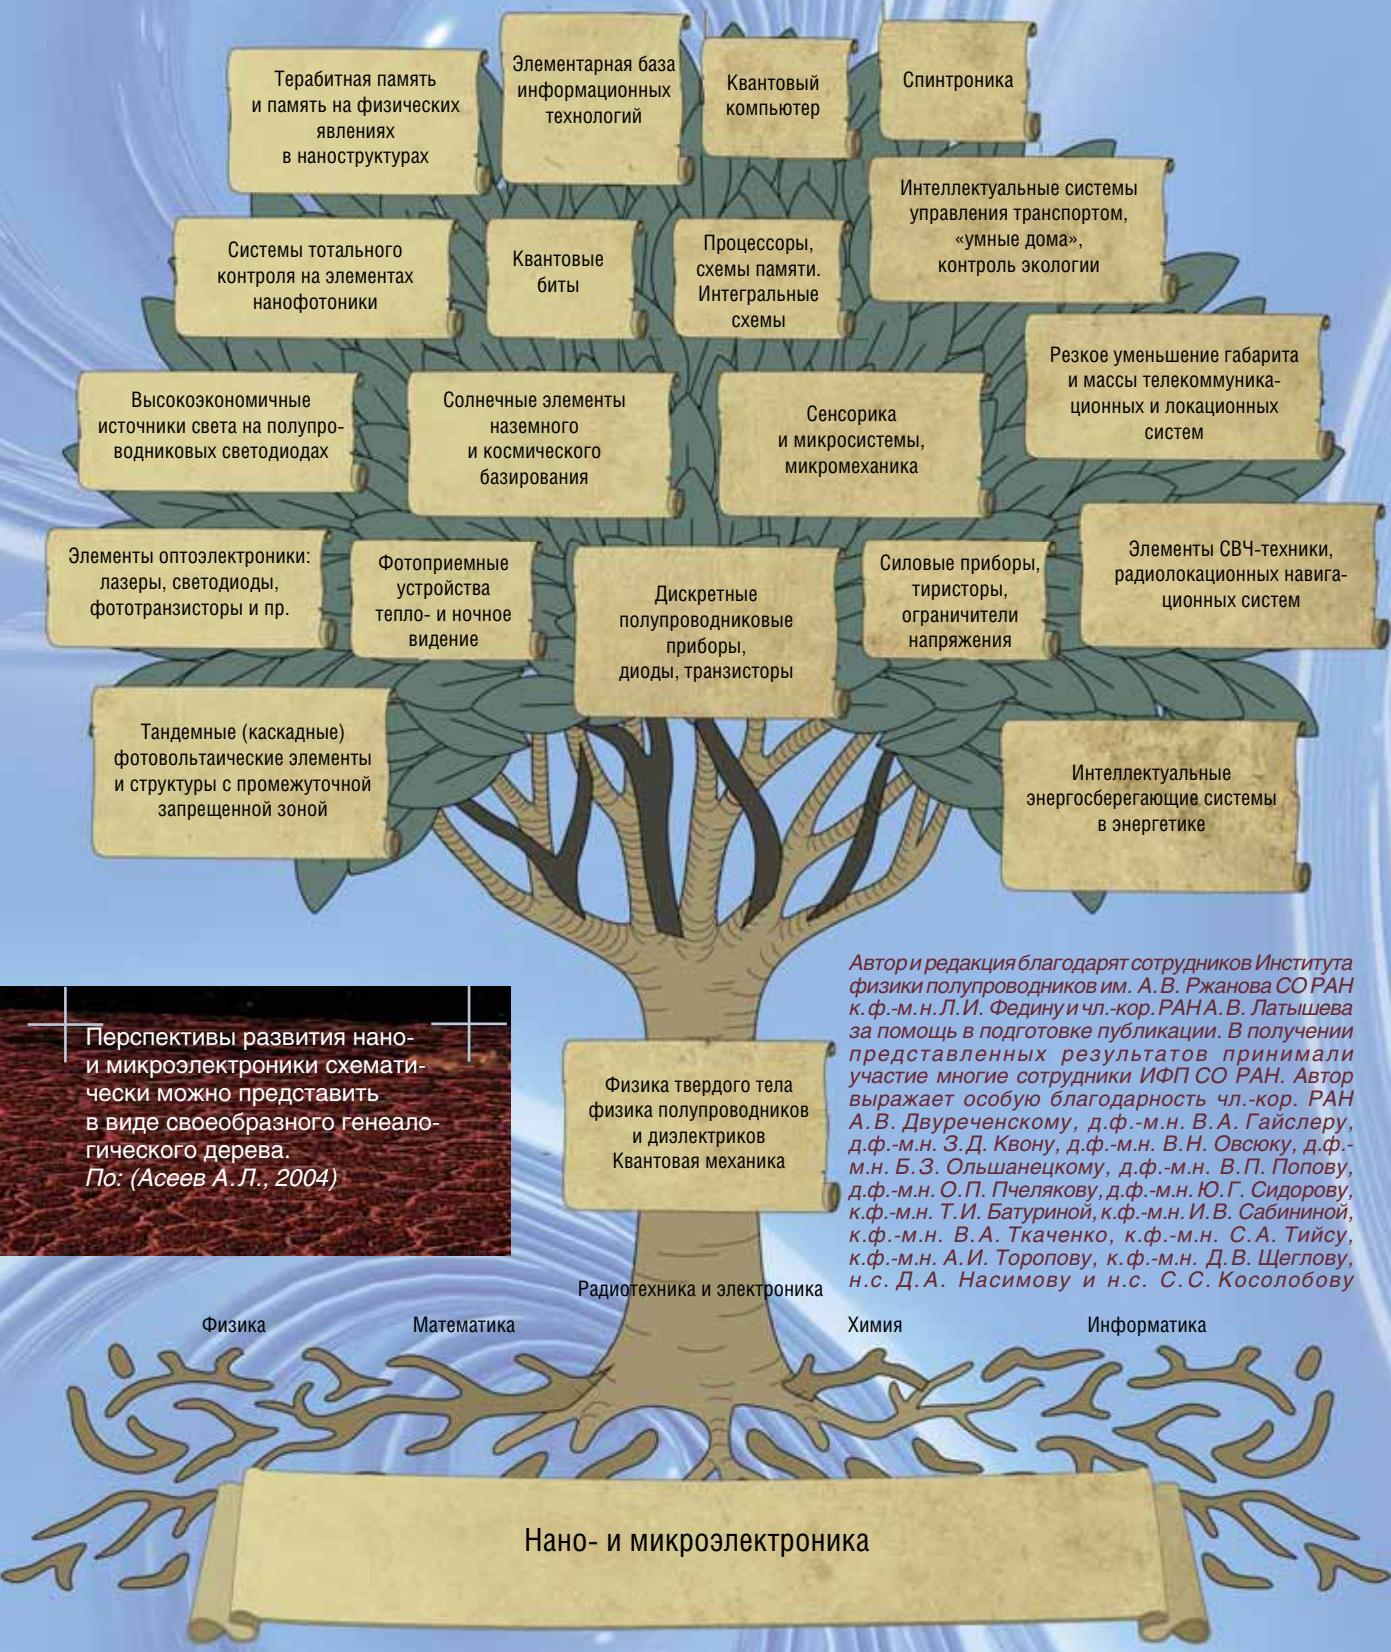 Терабитная память
и память на физических
явлениях
в наноструктурах
Элементарная база
информационных
технологий
Квантовый
компьютер
Спинтроника
Интеллектуальные системы
управления транспортом,
«умные дома»,
контроль экологии
Системы тотального
контроля на элементах
нанофотоники
Квантовые
биты
Процессоры,
схемы памяти.
Интегральные
схемы
Резкое уменьшение габарита
и массы телекоммуника-
ционных и локационных
систем
Высокоэкономичные
источники света на полупро-
водниковых светодиодах
Солнечные элементы
наземного
и космического
базирования
Сенсорика
и микросистемы,
микромеханика
Элементы оптоэлектроники:
лазеры, светодиоды,
фототранзисторы и пр.
Фотоприемные
устройства
тепло- и ночное
видение
Дискретные
полупроводниковые
приборы,
диоды, транзисторы
Силовые приборы,
тиристоры,
ограничители
напряжения
Элементы СВЧ-техники,
радиолокационных навига-
ционных систем
Тандемные (каскадные)
фотовольтаические элементы
и структуры с промежуточной
запрещенной зоной
Интеллектуальные
энергосберегающие системы
в энергетике
Автор и редакция благодарят сотрудников Института
физики полупроводников им. А.В. Ржанова СО РАН
к.ф.-м.н. Л.И. Федину и чл.-кор. РАН А.В. Латышева
за помощь в подготовке публикации. В получении
представленных результатов принимали
участие многие сотрудники ИФП СО РАН. Автор
выражает особую благодарность чл.-кор. РАН
А.В. Двуреченскому, д.ф.-м.н. В.А. Гайслеру,
д.ф.-м.н. З.Д. Квону, д.ф.-м.н. В.Н. Овсюку, д.ф.-
м.н. Б.З. Ольшанецкому, д.ф.-м.н. В.П. Попову,
д.ф.-м.н. О.П. Пчелякову, д.ф.-м.н. Ю.Г. Сидорову,
к.ф.-м.н. Т.И. Батуриной, к.ф.-м.н. И.В. Сабининой,
к.ф.-м.н. В.А. Ткаченко, к.ф.-м.н. С.А. Тийсу,
к.ф.-м.н. А.И. Торопову, к.ф.-м.н. Д.В. Щеглову,
н.с. Д.А. Насимову и н.с. С.С. Косолобову
Перспективы развития нано-
и микроэлектроники схемати-
чески можно представить
в виде своеобразного генеало-
гического дерева.
По: (Асеев А.Л., 2004)
Физика твердого тела
физика полупроводников
и диэлектриков
Квантовая механика
Радиотехника и электроника
Физика
Математика
Химия
Информатика
Нано- и микроэлектроника